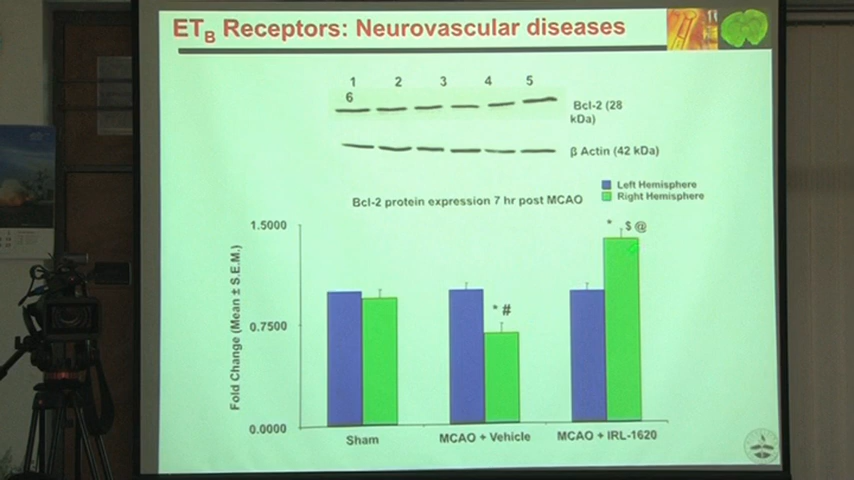 ETB Receptors: Neurovascular diseases
1 2 3 4 5
6
Bcl-2 (28
kDa)
β Actin (42 kDa)
Left Hemisphere
Right Hemisphere
Bcl-2 protein expression 7 hr post MCAO
Fold Change (Mean ± S.E.M.)
1.5000
0.7500
0.0000
* #
* $ @
Sham
MCAO + Vehicle
MCAO + IRL-1620